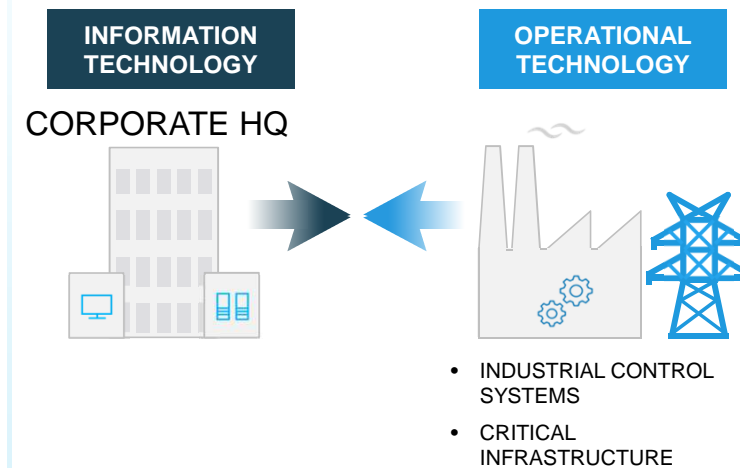 INFORMATION
TECHNOLOGY
OPERATIONAL
TECHNOLOGY
CORPORATE HQ
• INDUSTRIAL CONTROL
SYSTEMS
• CRITICAL
INFRASTRUCTURE